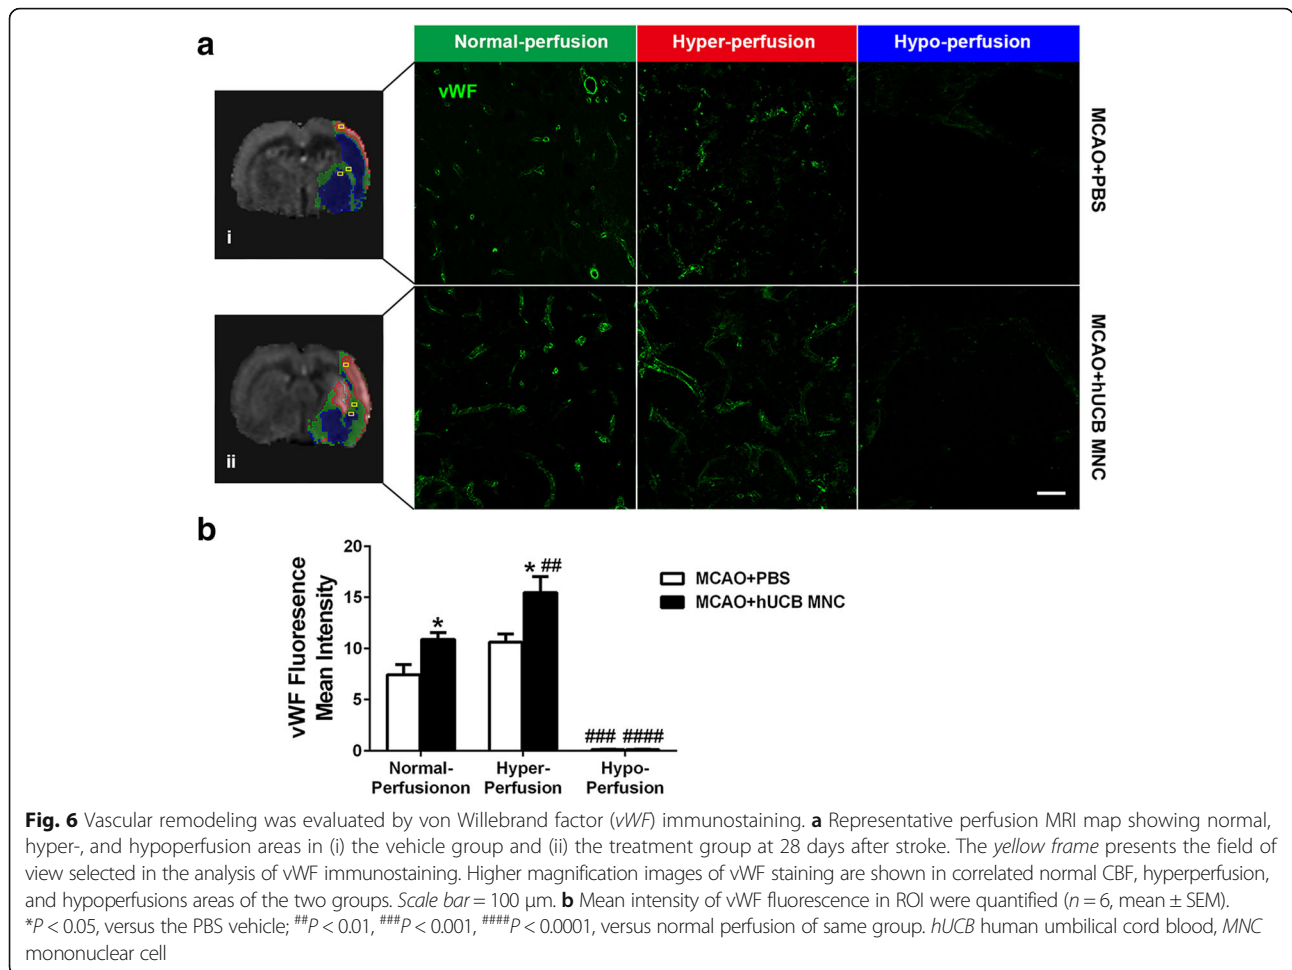 a
Normal-perfusion
Hyper-perfusion
Hypo-perfusion
vWF
MCAO+PBS
i
MCAO+hUCB MNC
ii
b
vWF Fluoresence
Mean Intensity
20
15
10
5
0
*
* ##
### ####
MCAO+PBS
MCAO+hUCB MNC
Normal-
Perfusionon
Hyper-
Perfusion
Hypo-
Perfusion
Fig. 6 Vascular remodeling was evaluated by von Willebrand factor (vWF) immunostaining. a Representative perfusion MRI map showing normal,
hyper-, and hypoperfusion areas in (i) the vehicle group and (ii) the treatment group at 28 days after stroke. The yellow frame presents the field of
view selected in the analysis of vWF immunostaining. Higher magnification images of vWF staining are shown in correlated normal CBF, hyperperfusion,
and hypoperfusions areas of the two groups. Scale bar = 100 μm. b Mean intensity of vWF fluorescence in ROI were quantified (n = 6, mean ± SEM).
*P < 0.05, versus the PBS vehicle; ##P < 0.01, ###P < 0.001, ####P < 0.0001, versus normal perfusion of same group. hUCB human umbilical cord blood, MNC
mononuclear cell